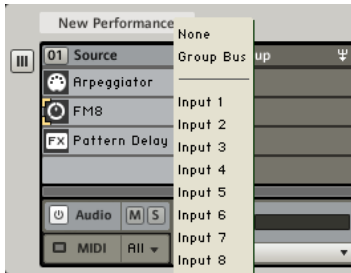 New Performance
None
01 Source
Group Bus
up
Arpeggiator
Input 1
FM8
Input 2
FX Pattern Delay
Input 3
Input 4
Input 5
Audio M S
Input 6
MIDI All
Input 7
Input 8